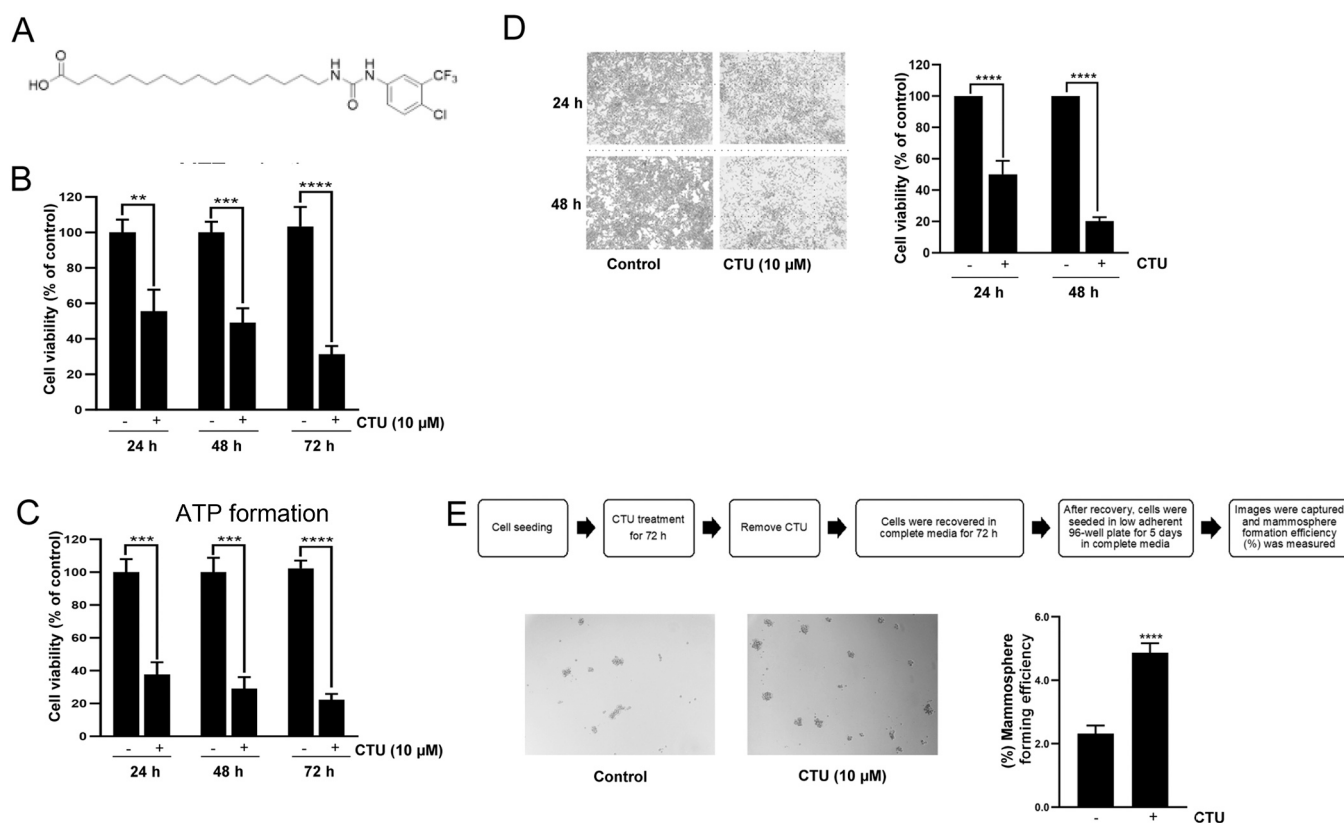 A
O
HO
H
N
H
N
O
CF3
Cl
B
Cell viability (% of control)
120
100
80
60
40
20
0
**
***
****
- + - + - + CTU (10 µM)
24 h 48 h 72 h
C
ATP formation
Cell viability (% of control)
120
100
80
60
40
20
0
***
***
****
- + - + - + CTU (10 µM)
24 h 48 h 72 h
D
24 h
48 h
Control CTU (10 µM)
Cell viability (% of control)
120
100
80
60
40
20
0
****
****
- + - + CTU
24 h 48 h
E
Cell seeding
CTU treatment
for 72 h
Remove CTU
Cells were recovered in
complete media for 72 h
After recovery, cells were
seeded in low adherent
96-well plate for 5 days
in complete media
Images were captured
and mammosphere
formation efficiency
(%) was measured
Control CTU (10 µM)
(%) Mammosphere
forming efficiency
6.0
4.0
2.0
0.0
****
- + CTU